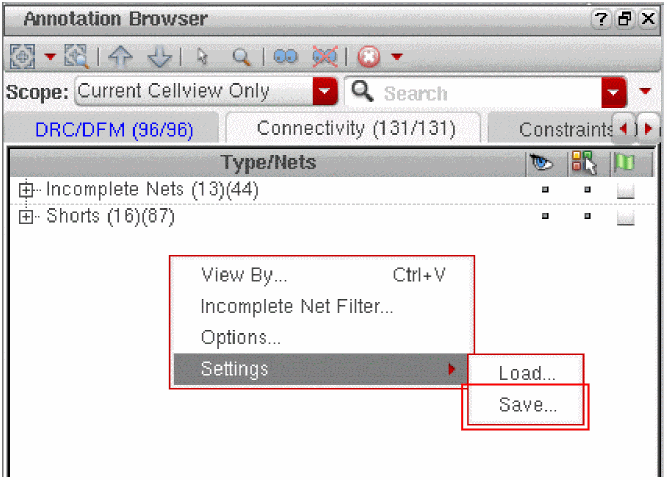 Annotation Browser
Scope: Current Cellview Only Search
DRC/DFM (96/96) Connectivity (131/131) Constraints
Type/Nets
Incomplete Nets (13)(44)
Shorts (16)(87)
View By... Ctrl+V
Incomplete Net Filter...
Options...
Settings
Load...
Save...